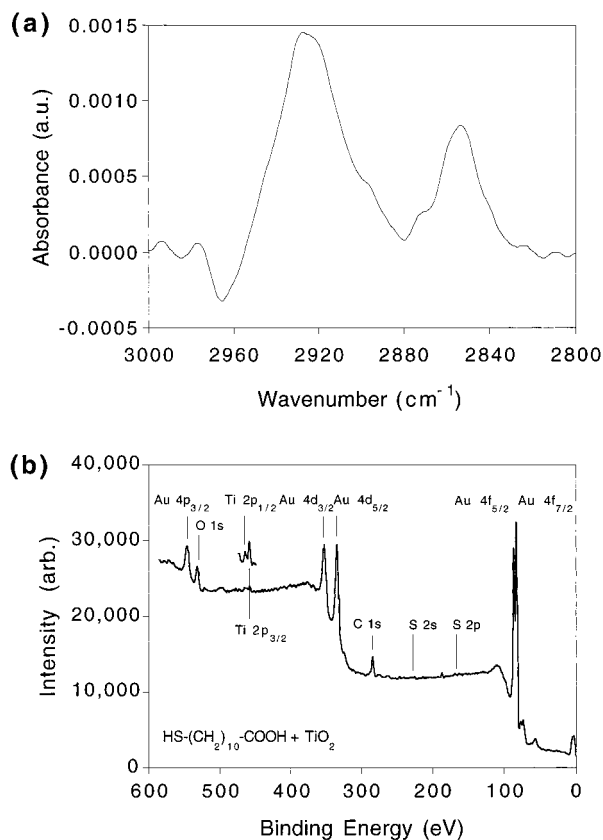 (a)
0.0015
0.0010
0.0005
0.0000
-0.0005
Absorbance (a.u.)
3000 2960 2920 2880 2840 2800
Wavenumber (cm⁻¹)
(b)
40,000
30,000
20,000
10,000
0
Intensity (arb.)
Au 4p₃/₂ Ti 2p₁/₂ Au 4d₃/₂ Au 4d₅/₂ Au 4f₅/₂ Au 4f₇/₂
O 1s
Ti 2p₃/₂
C 1s S 2s S 2p
HS-(CH₂)₁₀-COOH + TiO₂
600 500 400 300 200 100 0
Binding Energy (eV)